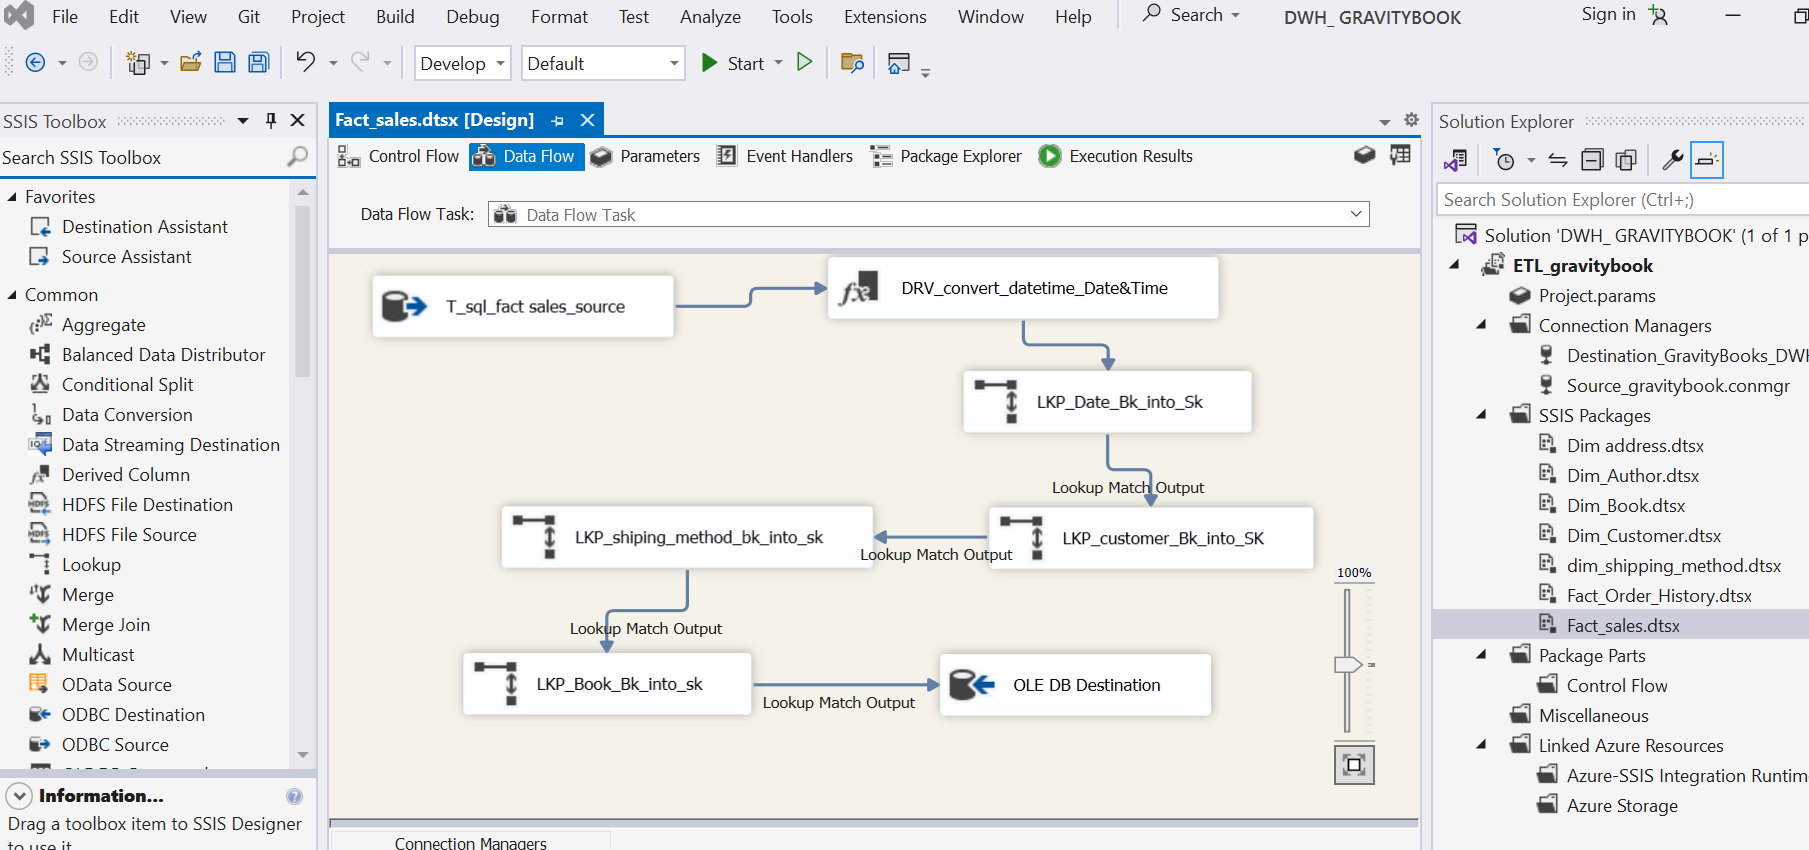 File Edit View Git Project Build Debug Format Test Analyze Tools Extensions Window Help Search DWH_ GRAVITYBOOK Sign in
Develop Default Start
SSIS Toolbox
Search SSIS Toolbox
Favorites
Destination Assistant
Source Assistant
Common
Aggregate
Balanced Data Distributor
Conditional Split
Data Conversion
Data Streaming Destination
Derived Column
HDFS File Destination
HDFS File Source
Lookup
Merge
Merge Join
Multicast
OData Source
ODBC Destination
ODBC Source
Information...
Drag a toolbox item to SSIS Designer
to use it
Fact_sales.dtsx [Design]
Control Flow Data Flow Parameters Event Handlers Package Explorer Execution Results
Data Flow Task: Data Flow Task
T_sql_fact sales_source
DRV_convert_datetime_Date&Time
LKP_Date_Bk_into_Sk
Lookup Match Output
LKP_customer_Bk_into_SK
Lookup Match Output
LKP_shiping_method_bk_into_sk
Lookup Match Output
LKP_Book_Bk_into_sk
Lookup Match Output
OLE DB Destination
100%
Connection Managers
Solution Explorer
Search Solution Explorer (Ctrl+;)
Solution 'DWH_ GRAVITYBOOK' (1 of 1 p
ETL_gravitybook
Project.params
Connection Managers
Destination_GravityBooks_DWH
Source_gravitybook.conmgr
SSIS Packages
Dim address.dtsx
Dim_Author.dtsx
Dim_Book.dtsx
Dim_Customer.dtsx
dim_shipping_method.dtsx
Fact_Order_History.dtsx
Fact_sales.dtsx
Package Parts
Control Flow
Miscellaneous
Linked Azure Resources
Azure-SSIS Integration Runtim
Azure Storage